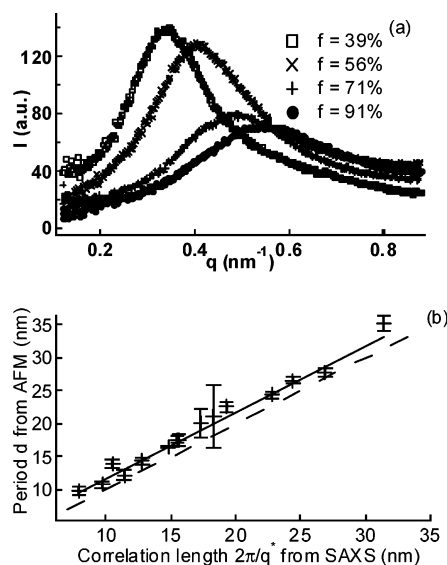 (a)
f = 39%
f = 56%
f = 71%
f = 91%
I (a.u.)
120
80
40
0
0.2 0.4 0.6 0.8
q (nm⁻¹)
(b)
Period d from AFM (nm)
35
30
25
20
15
10
10 15 20 25 30
Correlation length 2π/q* from SAXS (nm)